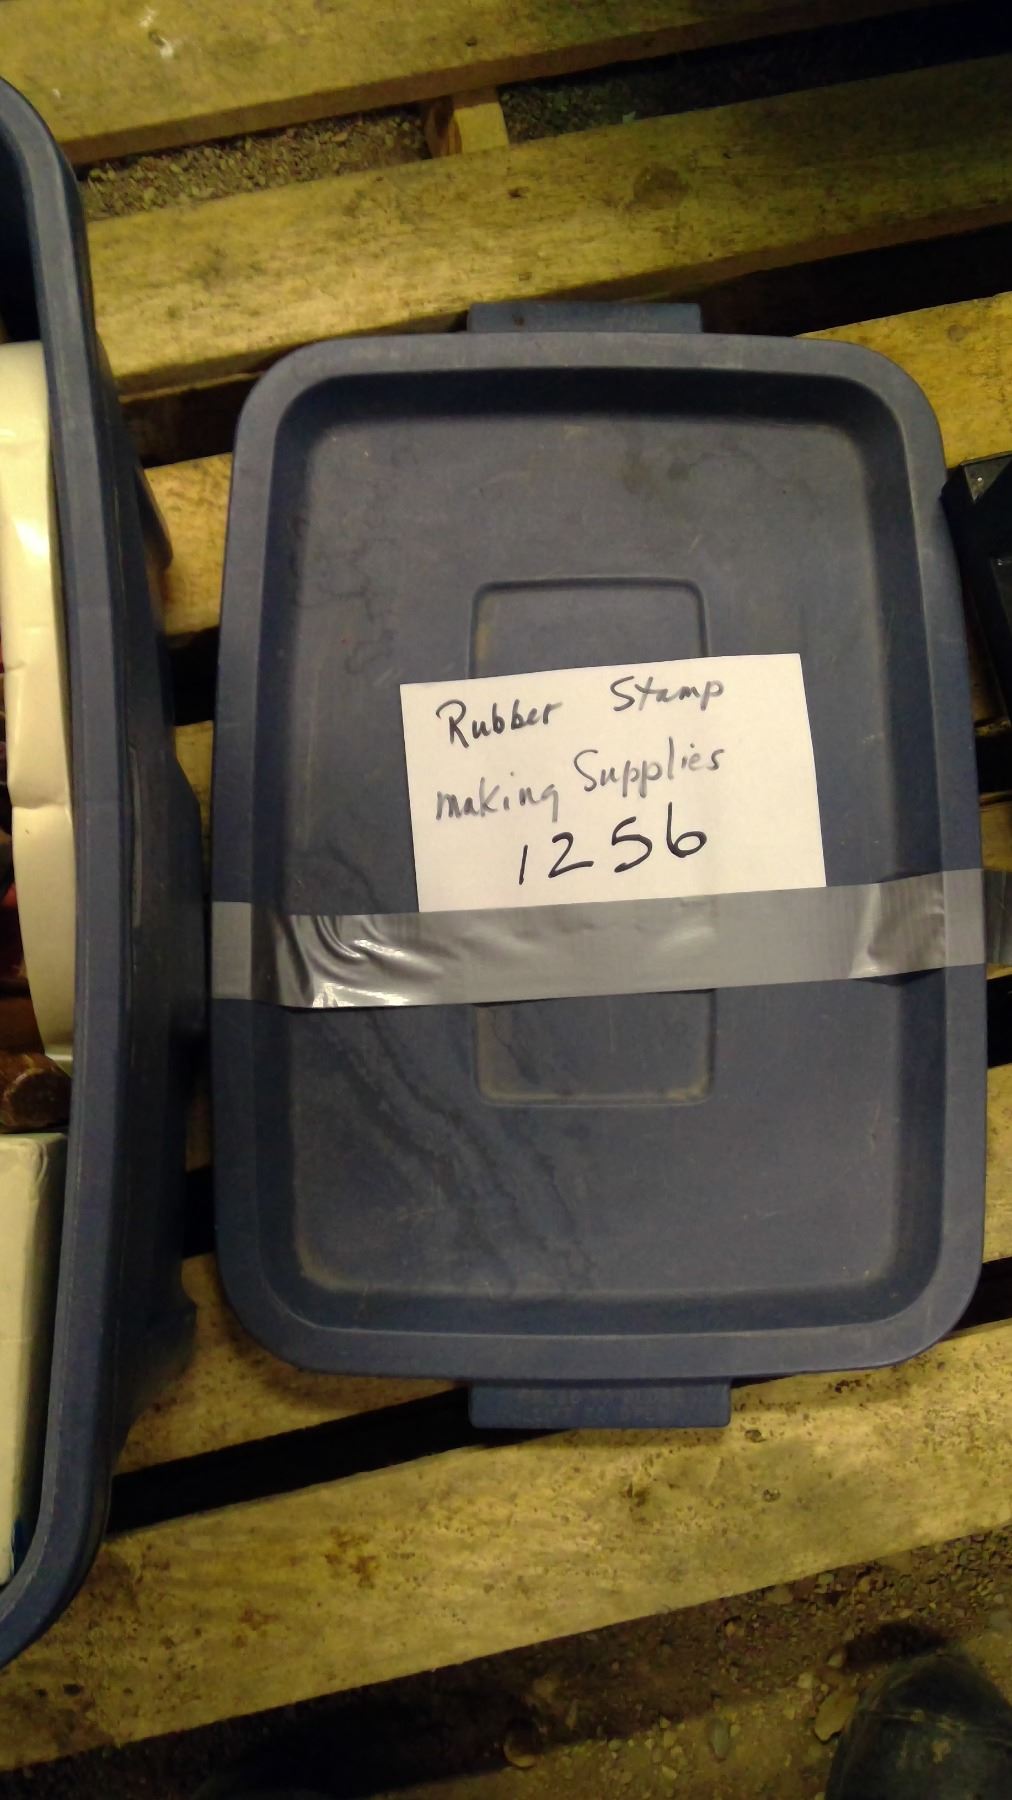 Rubber Stamp
making Supplies
1256